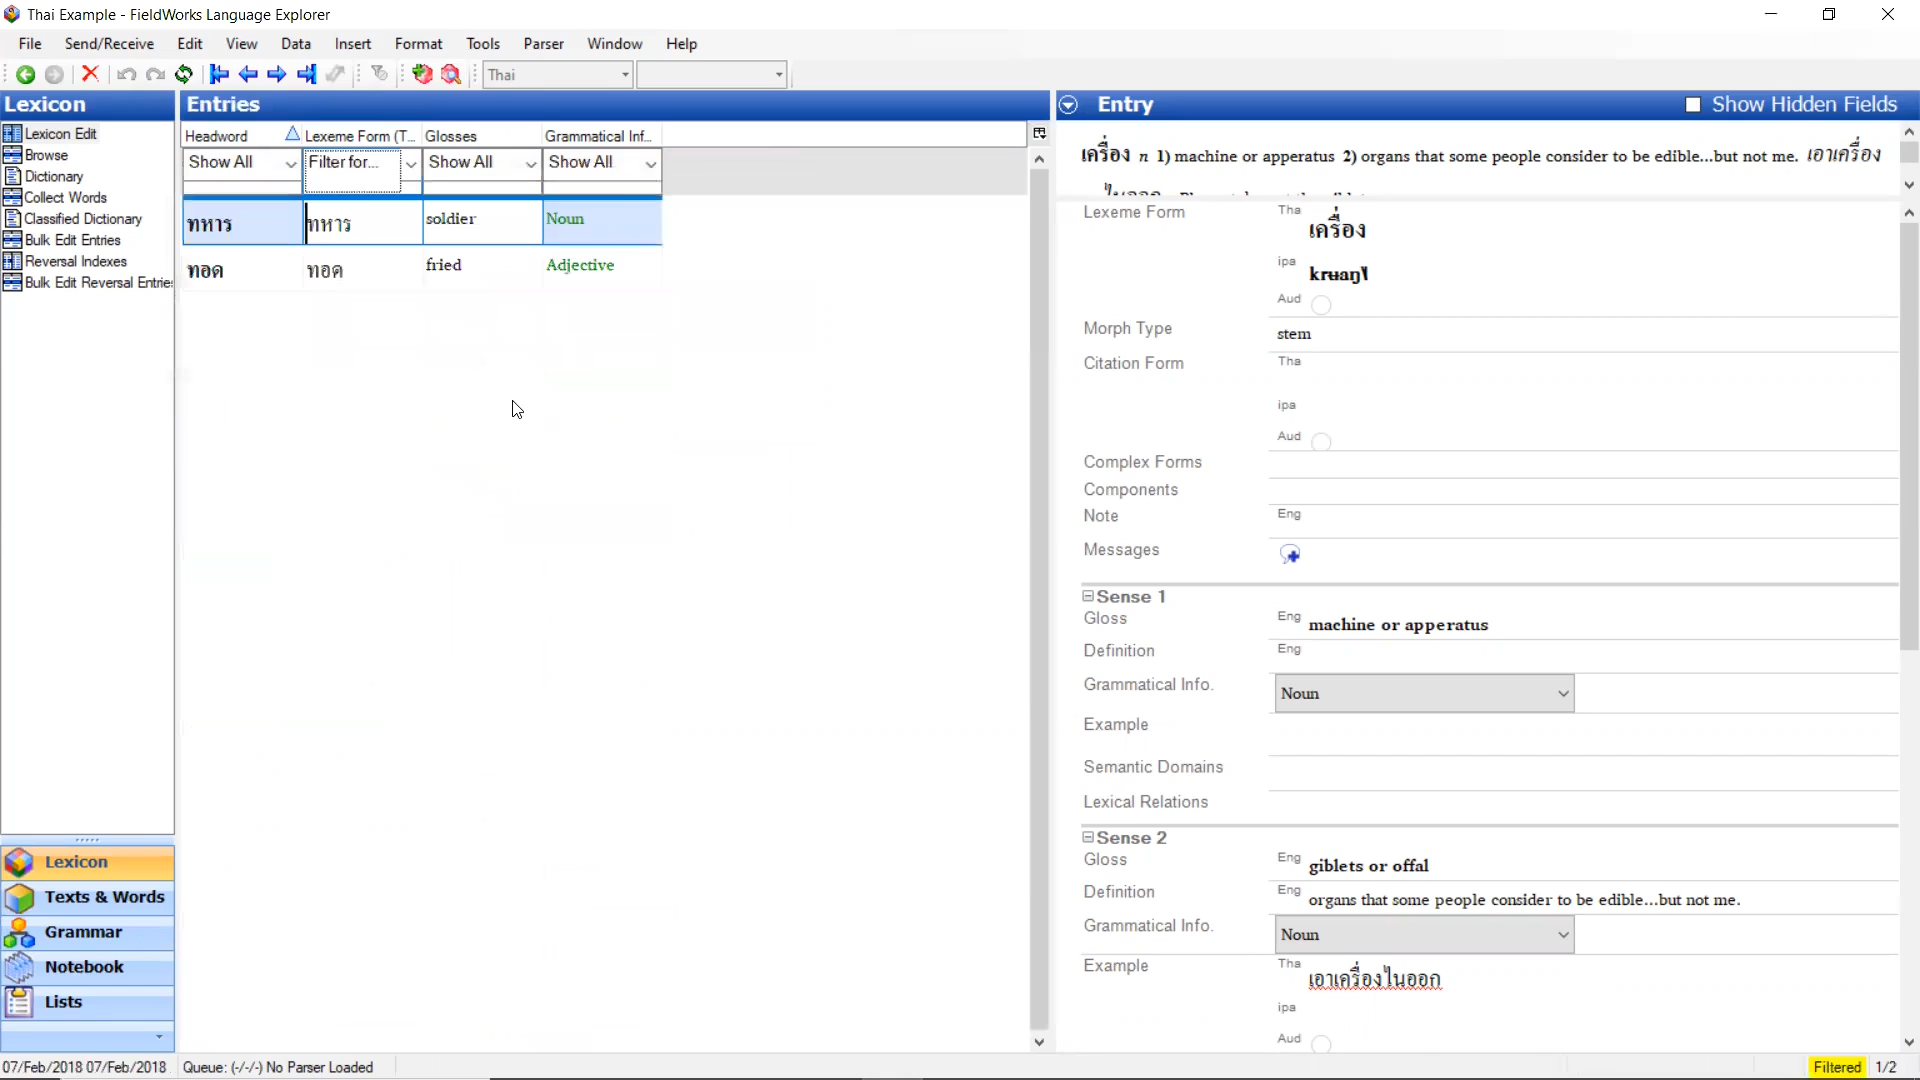 Thai Example - FieldWorks Language Explorer
File Send/Receive Edit View Data Insert Format Tools Parser Window Help
Thai
Lexicon
Lexicon Edit
Browse
Dictionary
Collect Words
Classified Dictionary
Bulk Edit Entries
Reversal Indexes
Bulk Edit Reversal Entries
Lexicon
Texts & Words
Grammar
Notebook
Lists
Entries
Headword Lexeme Form (T... Glosses Grammatical Inf...
Show All Filter for... Show All Show All
ทหาร ทหาร soldier Noun
ทอด ทอด fried Adjective
Entry Show Hidden Fields
เครื่อง n 1) machine or apperatus 2) organs that some people consider to be edible...but not me. เอาเครื่อง
Lexeme Form Tha เครื่อง
ipa krɯaŋ
Aud
Morph Type stem
Citation Form Tha
ipa
Aud
Complex Forms
Components
Note Eng
Messages
Sense 1
Gloss Eng machine or apperatus
Definition Eng
Grammatical Info. Noun
Example
Semantic Domains
Lexical Relations
Sense 2
Gloss Eng giblets or offal
Definition Eng organs that some people consider to be edible...but not me.
Grammatical Info. Noun
Example Tha เอาเครื่องไนออก
ipa
Aud
07/Feb/2018 07/Feb/2018 Queue: (-/-/-) No Parser Loaded Filtered 1/2